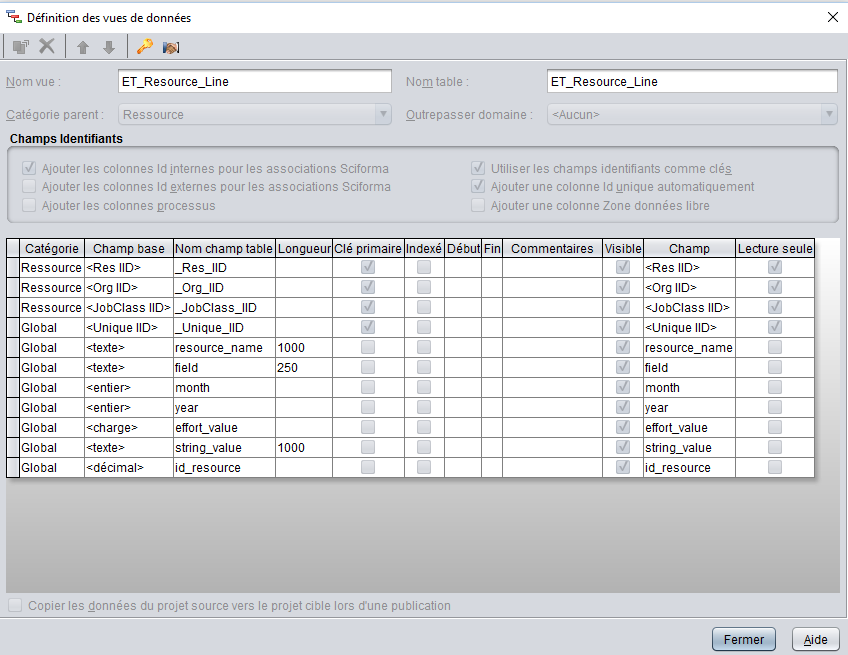 Définition des vues de données
Nom vue : ET_Resource_Line Nom table : ET_Resource_Line
Catégorie parent : Ressource Outrepasser domaine : <Aucun>
Champs Identifiants
Ajouter les colonnes Id internes pour les associations Sciforma Utiliser les champs identifiants comme clés
Ajouter les colonnes Id externes pour les associations Sciforma Ajouter une colonne Id unique automatiquement
Ajouter les colonnes processus Ajouter une colonne Zone données libre
Catégorie Champ base Nom champ table Longueur Clé primaire Indexé Début Fin Commentaires Visible Champ Lecture seule
Ressource <Res IID> _Res_IID <Res IID>
Ressource <Org IID> _Org_IID <Org IID>
Ressource <JobClass IID> _JobClass_IID <JobClass IID>
Global <Unique IID> _Unique_IID <Unique IID>
Global <texte> resource_name 1000 resource_name
Global <texte> field 250 field
Global <entier> month month
Global <entier> year year
Global <charge> effort_value effort_value
Global <texte> string_value 1000 string_value
Global <décimal> id_resource id_resource
Copier les données du projet source vers le projet cible lors d'une publication
Fermer Aide